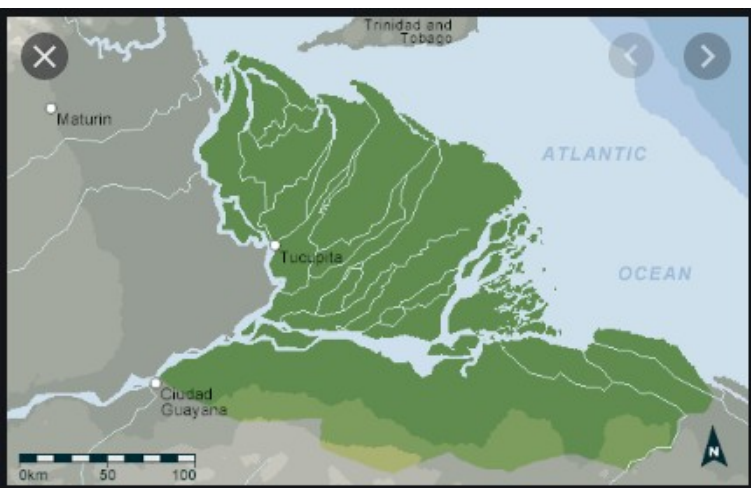 Trinidad and
Tobago
Maturin
ATLANTIC
Tucupita
OCEAN
Ciudad
Guayana
N
0km 50 100